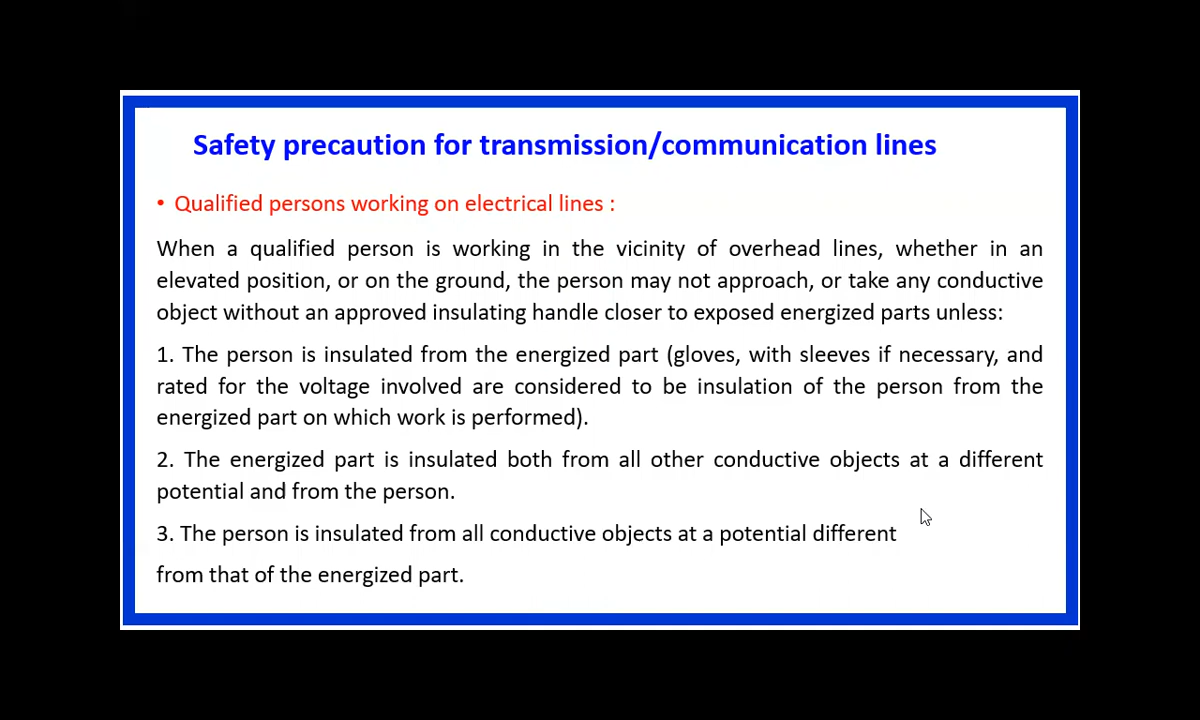 Safety precaution for transmission/communication lines
• Qualified persons working on electrical lines :
When a qualified person is working in the vicinity of overhead lines, whether in an
elevated position, or on the ground, the person may not approach, or take any conductive
object without an approved insulating handle closer to exposed energized parts unless:
1. The person is insulated from the energized part (gloves, with sleeves if necessary, and
rated for the voltage involved are considered to be insulation of the person from the
energized part on which work is performed).
2. The energized part is insulated both from all other conductive objects at a different
potential and from the person.
3. The person is insulated from all conductive objects at a potential different
from that of the energized part.